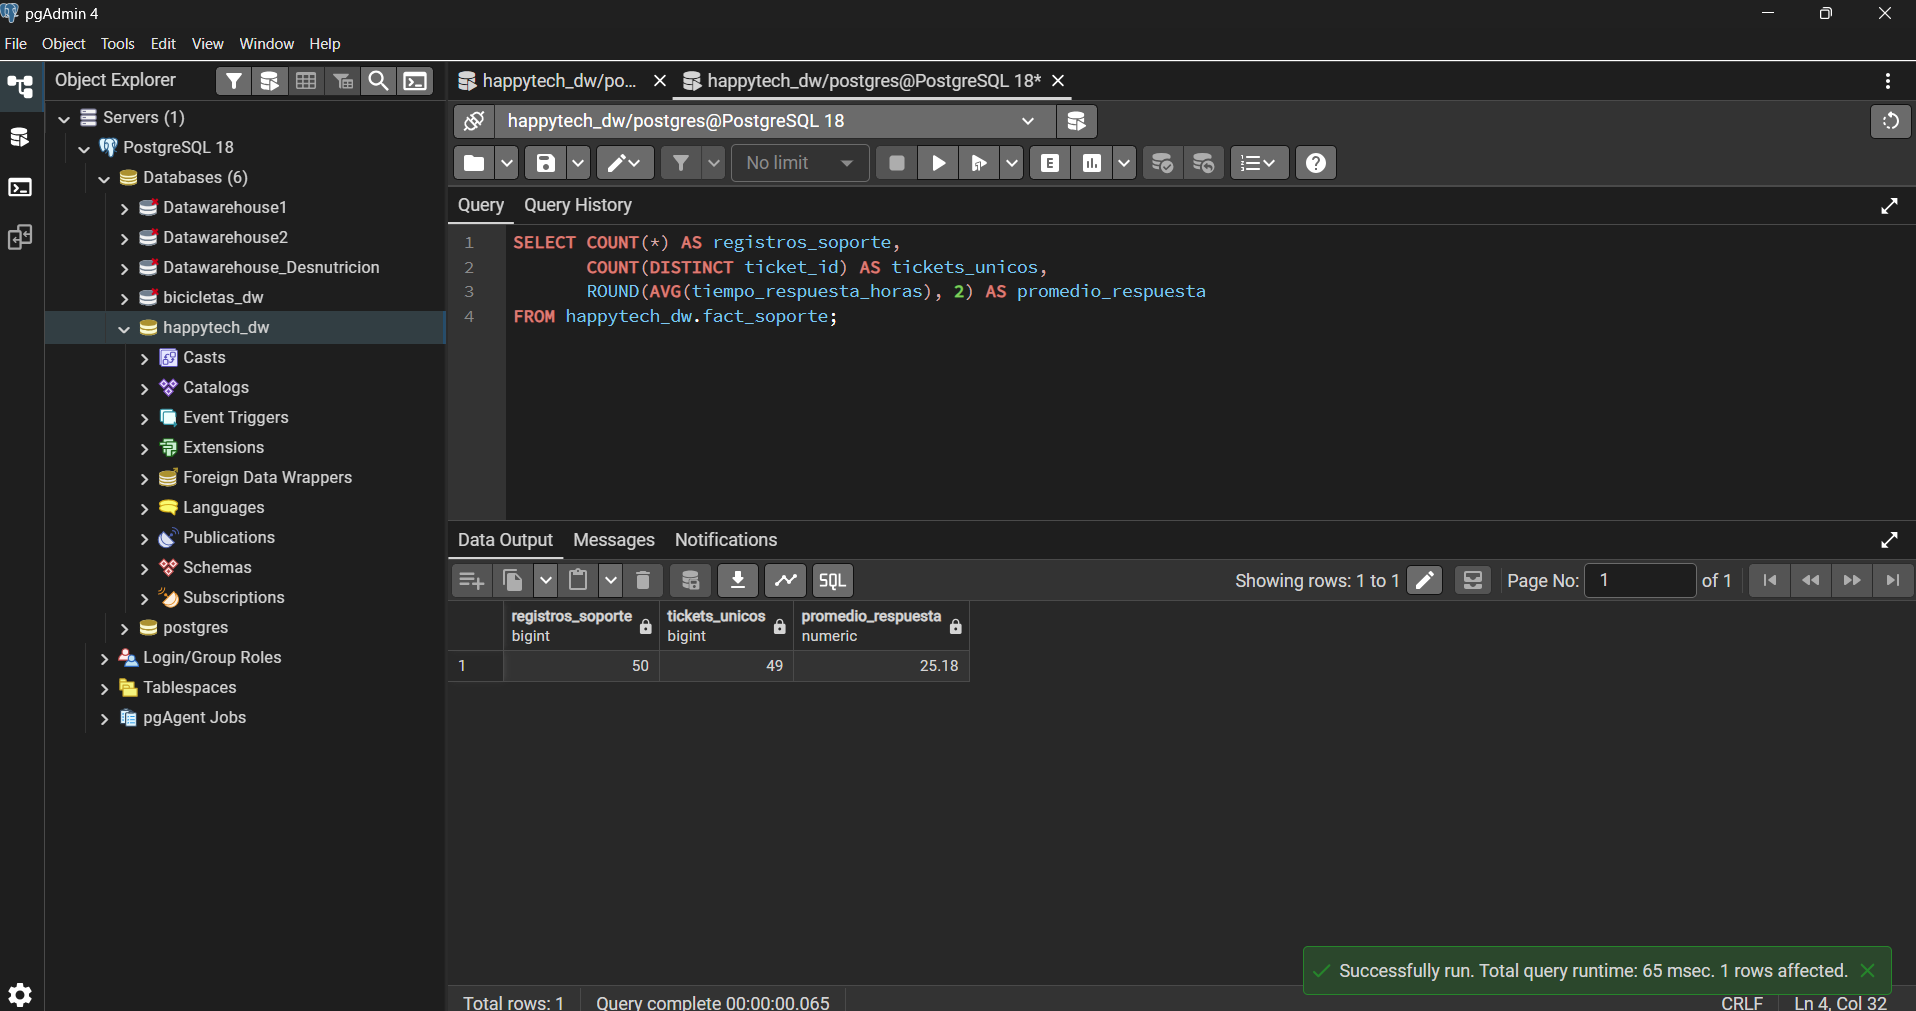 pgAdmin 4
File Object Tools Edit View Window Help
Object Explorer
Servers (1)
PostgreSQL 18
Databases (6)
Datawarehouse1
Datawarehouse2
Datawarehouse_Desnutricion
bicicletas_dw
happytech_dw
Casts
Catalogs
Event Triggers
Extensions
Foreign Data Wrappers
Languages
Publications
Schemas
Subscriptions
postgres
Login/Group Roles
Tablespaces
pgAgent Jobs
happytech_dw/po... happytech_dw/postgres@PostgreSQL 18*
happytech_dw/postgres@PostgreSQL 18
No limit E
Query Query History
1 SELECT COUNT(*) AS registros_soporte,
2 COUNT(DISTINCT ticket_id) AS tickets_unicos,
3 ROUND(AVG(tiempo_respuesta_horas), 2) AS promedio_respuesta
4 FROM happytech_dw.fact_soporte;
Data Output Messages Notifications
SQL Showing rows: 1 to 1 Page No: 1 of 1
registros_soporte tickets_unicos promedio_respuesta
bigint bigint numeric
1 50 49 25.18
Successfully run. Total query runtime: 65 msec. 1 rows affected.
Total rows: 1 Query complete 00:00:00.065 CRLF Ln 4, Col 32